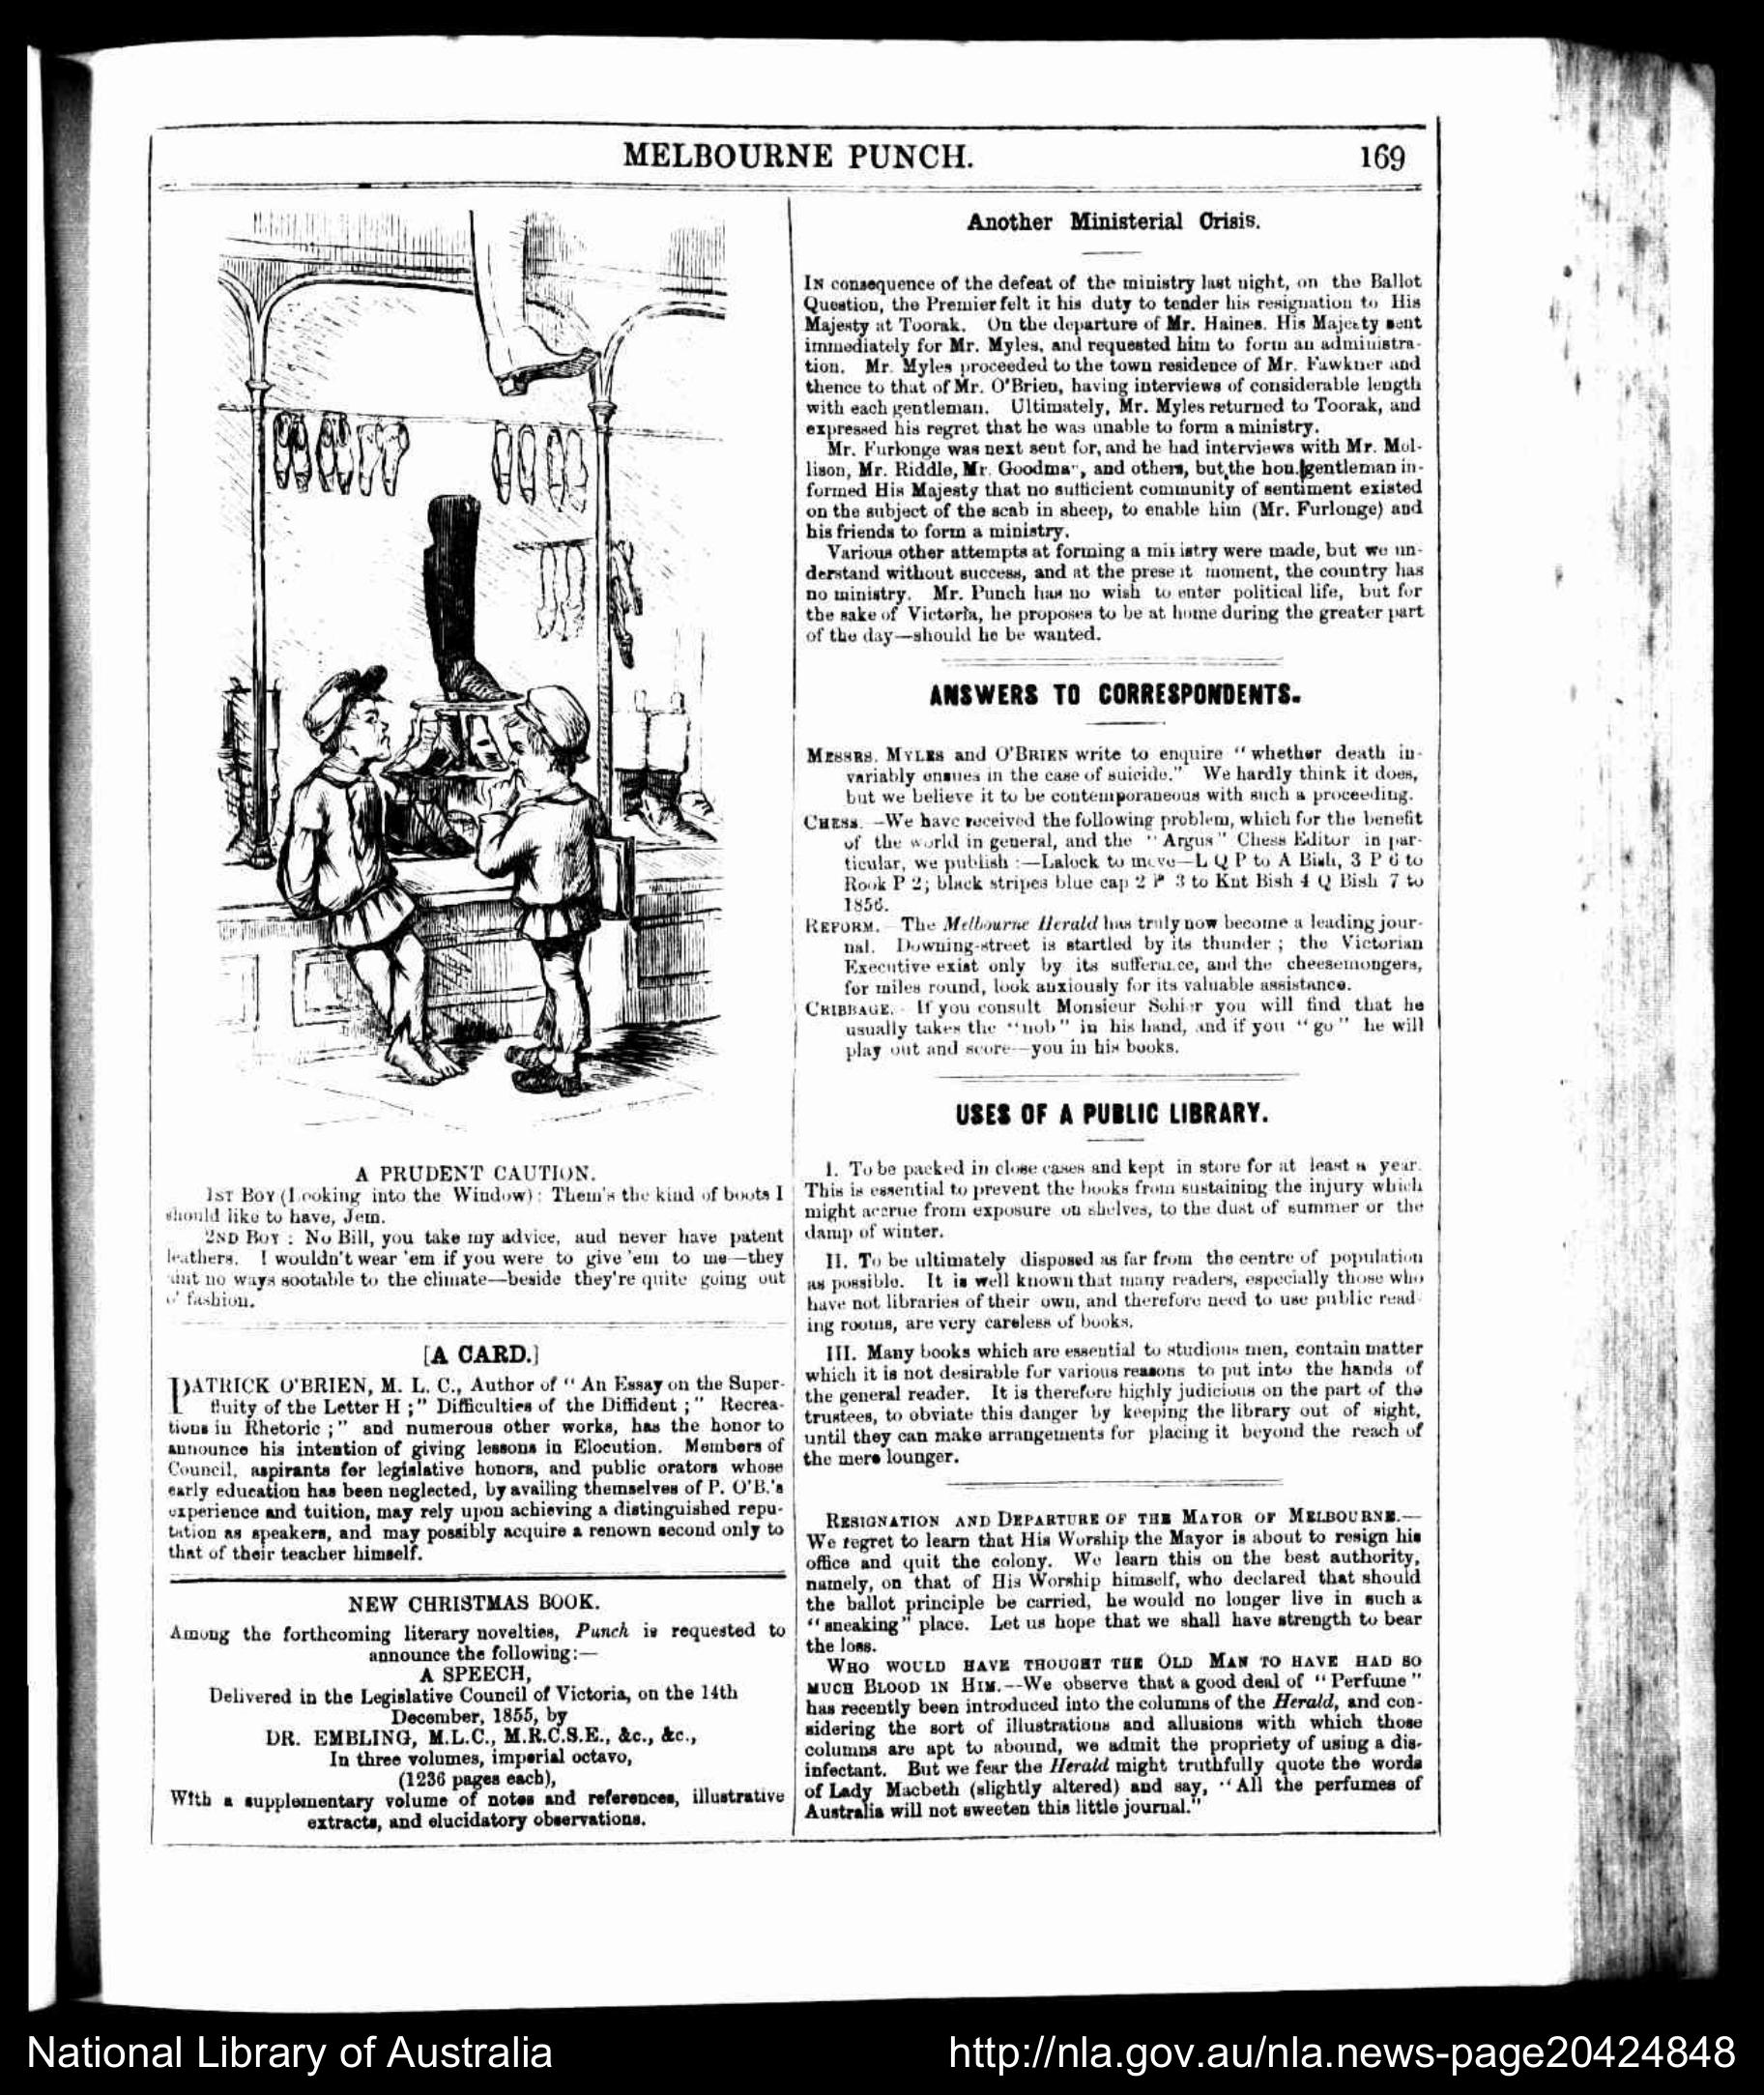 MELBOURNE PUNCH.
169
A PRUDENT CAUTION.
1ST BOY (Looking into the Window): Them's the kind of boots I
should like to have, Jem.
2ND BOY : No Bill, you take my advice, and never have patent
leathers. I wouldn't wear 'em if you were to give 'em to me—they
'aint no ways sootable to the climate—beside they're quite going out
o' fashion.
[A CARD.]
PATRICK O'BRIEN, M. L. C., Author of "An Essay on the Super-
fluity of the Letter H ;" Difficulties of the Diffident ;" Recrea-
tions in Rhetoric ;" and numerous other works, has the honor to
announce his intention of giving lessons in Elocution. Members of
Council, aspirants for legislative honors, and public orators whose
early education has been neglected, by availing themselves of P. O'B.'s
experience and tuition, may rely upon achieving a distinguished repu-
tation as speakers, and may possibly acquire a renown second only to
that of their teacher himself.
NEW CHRISTMAS BOOK.
Among the forthcoming literary novelties, Punch is requested to
announce the following:—
A SPEECH,
Delivered in the Legislative Council of Victoria, on the 14th
December, 1855, by
DR. EMBLING, M.L.C., M.R.C.S.E., &c., &c.,
In three volumes, imperial octavo,
(1236 pages each),
With a supplementary volume of notes and references, illustrative
extracts, and elucidatory observations.
Another Ministerial Crisis.
IN consequence of the defeat of the ministry last night, on the Ballot
Question, the Premier felt it his duty to tender his resignation to His
Majesty at Toorak. On the departure of Mr. Haines. His Majesty sent
immediately for Mr. Myles, and requested him to form an administra-
tion. Mr. Myles proceeded to the town residence of Mr. Fawkner and
thence to that of Mr. O'Brien, having interviews of considerable length
with each gentleman. Ultimately, Mr. Myles returned to Toorak, and
expressed his regret that he was unable to form a ministry.
Mr. Furlonge was next sent for, and he had interviews with Mr. Mol-
lison, Mr. Riddle, Mr. Goodman, and others, but the hon. gentleman in-
formed His Majesty that no sufficient community of sentiment existed
on the subject of the scab in sheep, to enable him (Mr. Furlonge) and
his friends to form a ministry.
Various other attempts at forming a ministry were made, but we un-
derstand without success, and at the present moment, the country has
no ministry. Mr. Punch has no wish to enter political life, but for
the sake of Victoria, he proposes to be at home during the greater part
of the day—should he be wanted.
ANSWERS TO CORRESPONDENTS.
MESSRS. MYLES and O'BRIEN write to enquire "whether death in-
variably ensues in the case of suicide." We hardly think it does,
but we believe it to be contemporaneous with such a proceeding.
CHESS. —We have received the following problem, which for the benefit
of the world in general, and the "Argus" Chess Editor in par-
ticular, we publish :—Lalock to move—L Q P to A Bish, 3 P 6 to
Rook P 2; black stripes blue cap 2 P 3 to Knt Bish 4 Q Bish 7 to
1856.
REFORM. The Melbourne Herald has truly now become a leading jour-
nal. Downing-street is startled by its thunder ; the Victorian
Executive exist only by its sufferance, and the cheesemongers,
for miles round, look anxiously for its valuable assistance.
CRIBBAGE.—If you consult Monsieur Sohier you will find that he
usually takes the "nob" in his hand, and if you "go" he will
play out and score—you in his books.
USES OF A PUBLIC LIBRARY.
I. To be packed in close cases and kept in store for at least a year.
This is essential to prevent the books from sustaining the injury which
might accrue from exposure on shelves, to the dust of summer or the
damp of winter.
II. To be ultimately disposed as far from the centre of population
as possible. It is well known that many readers, especially those who
have not libraries of their own, and therefore need to use public read-
ing rooms, are very careless of books.
III. Many books which are essential to studious men, contain matter
which it is not desirable for various reasons to put into the hands of
the general reader. It is therefore highly judicious on the part of the
trustees, to obviate this danger by keeping the library out of sight,
until they can make arrangements for placing it beyond the reach of
the mere lounger.
RESIGNATION AND DEPARTURE OF THE MAYOR OF MELBOURNE.—
We regret to learn that His Worship the Mayor is about to resign his
office and quit the colony. We learn this on the best authority,
namely, on that of His Worship himself, who declared that should
the ballot principle be carried, he would no longer live in such a
"sneaking" place. Let us hope that we shall have strength to bear
the loss.
WHO WOULD HAVE THOUGHT THE OLD MAN TO HAVE HAD SO
MUCH BLOOD IN HIM.—We observe that a good deal of "Perfume"
has recently been introduced into the columns of the Herald, and con-
sidering the sort of illustrations and allusions with which those
columns are apt to abound, we admit the propriety of using a dis-
infectant. But we fear the Herald might truthfully quote the words
of Lady Macbeth (slightly altered) and say, "All the perfumes of
Australia will not sweeten this little journal."
National Library of Australia
http://nla.gov.au/nla.news-page20424848